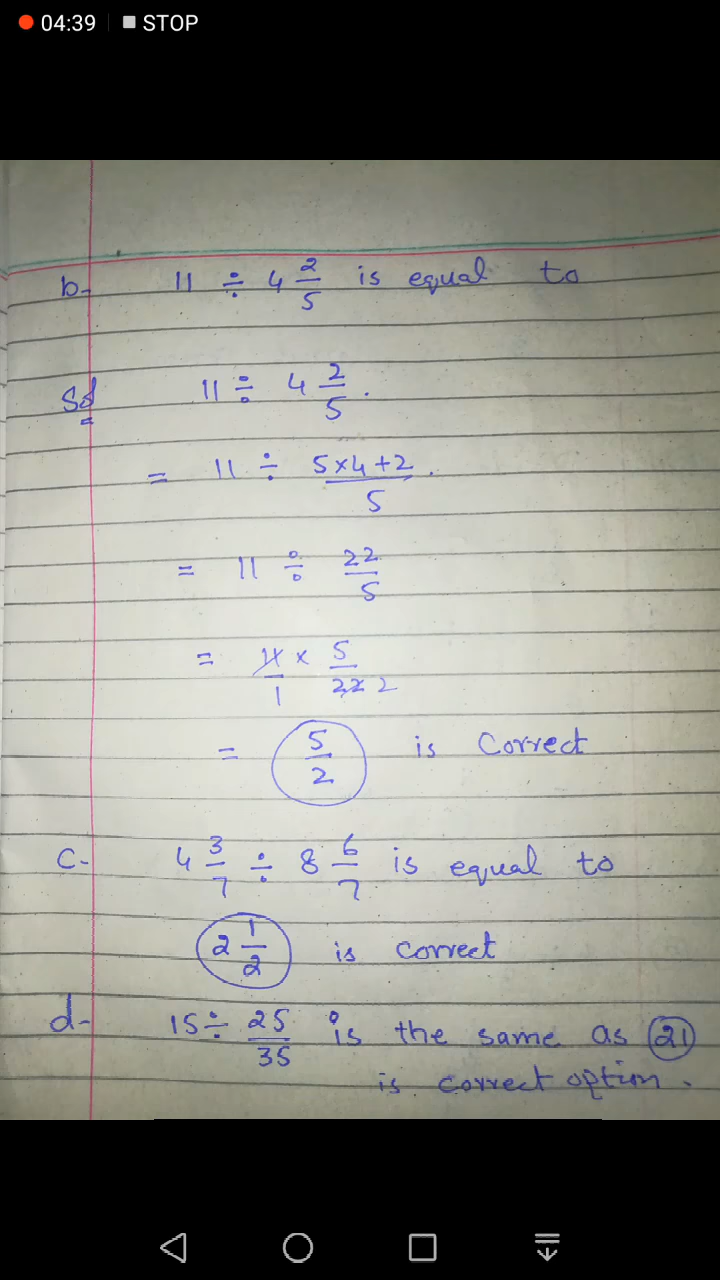 04:39 STOP
b- 11 ÷ 4 2/5 is equal to
Sol 11 ÷ 4 2/5.
= 11 ÷ 5×4+2/5.
= 11 ÷ 22/5
= 11/1 × 5/22 2
= 5/2 is Correct
c- 4 3/7 ÷ 8 6/7 is equal to
2 1/2 is correct
d- 15 ÷ 25/35 is the same as 21
is correct option.